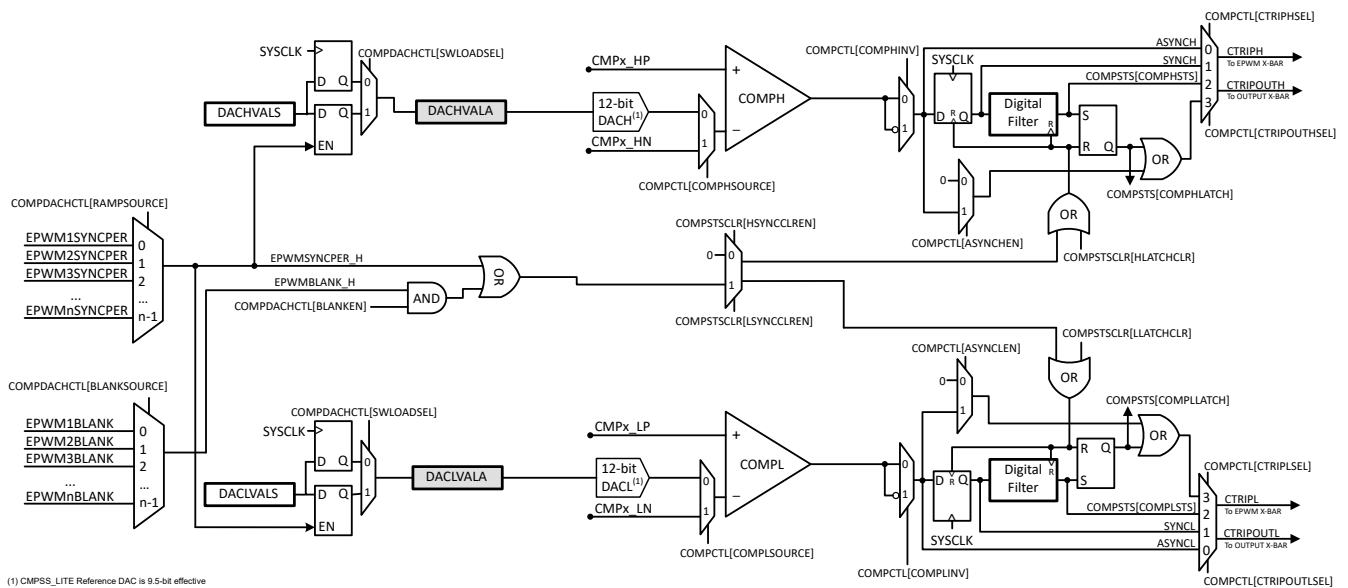 COMPCTL[CTRIPHSEL]
ASYNCH
SYNCH
COMPSTS[COMPHSTS]
0
1
2
3
CTRIPH
To EPWM X-BAR
CTRIPOUTH
To OUTPUT X-BAR
COMPCTL[CTRIPOUTHSEL]
SYSCLK
D Q
D Q
EN
COMPDACHCTL[SWLOADSEL]
0
1
DACHVALS
DACHVALA
CMPx_HP
12-bit
DACH(1)
CMPx_HN
0
1
COMPCTL[COMPHSOURCE]
+
COMPH
−
COMPCTL[COMPHINV]
0
1
SYSCLK
D R Q
Digital
Filter
R
S
R Q
OR
COMPSTS[COMPHLATCH]
0
0
1
COMPCTL[ASYNCHEN]
OR
COMPSTSCLR[HLATCHCLR]
COMPDACHCTL[RAMPSOURCE]
EPWM1SYNCPER
EPWM2SYNCPER
EPWM3SYNCPER
...
EPWMnSYNCPER
0
1
2
...
n-1
EPWMSYNCPER_H
EPWMBLANK_H
COMPDACHCTL[BLANKEN]
AND
OR
COMPSTSCLR[HSYNCCLREN]
0
0
1
COMPSTSCLR[LSYNCCLREN]
COMPSTSCLR[LLATCHCLR]
OR
COMPDACHCTL[BLANKSOURCE]
EPWM1BLANK
EPWM2BLANK
EPWM3BLANK
...
EPWMnBLANK
0
1
2
...
n-1
COMPDACHCTL[SWLOADSEL]
SYSCLK
D Q
D Q
EN
0
1
DACLVALS
DACLVALA
CMPx_LP
12-bit
DACL(1)
CMPx_LN
0
1
COMPCTL[COMPLSOURCE]
+
COMPL
−
0
1
COMPCTL[COMPLINV]
COMPCTL[ASYNCLEN]
0
0
1
D R Q
SYSCLK
Digital
Filter
R
R Q
S
COMPSTS[COMPLLATCH]
OR
COMPCTL[CTRIPLSEL]
COMPSTS[COMPLSTS]
SYNCL
ASYNCL
3
2
1
0
CTRIPL
To EPWM X-BAR
CTRIPOUTL
To OUTPUT X-BAR
COMPCTL[CTRIPOUTLSEL]
(1) CMPSS_LITE Reference DAC is 9.5-bit effective